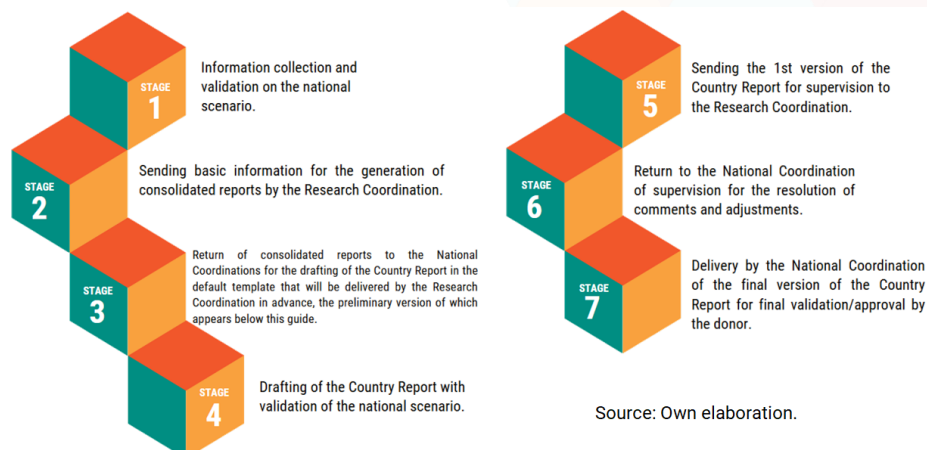 STAGE
1
Information collection and
validation on the national
scenario.
STAGE
2
Sending basic information for the generation of
consolidated reports by the Research Coordination.
STAGE
3
Return of consolidated reports to the National
Coordinations for the drafting of the Country Report in the
default template that will be delivered by the Research
Coordination in advance, the preliminary version of which
appears below this guide.
STAGE
4
Drafting of the Country Report with
validation of the national scenario.
STAGE
5
Sending the 1st version of the
Country Report for supervision to
the Research Coordination.
STAGE
6
Return to the National Coordination
of supervision for the resolution of
comments and adjustments.
STAGE
7
Delivery by the National Coordination
of the final version of the Country
Report for final validation/approval by
the donor.
Source: Own elaboration.